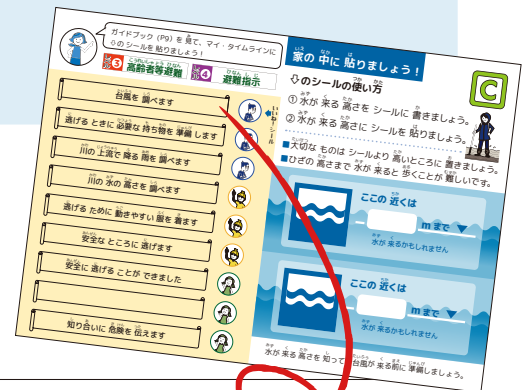 ガイドブック（P9）を見て、マイ・タイムラインに
のシールを貼りましょう！
レベル3 高齢者等避難 レベル4 避難指示
台風を 調べます
逃げる ときに 必要な 持ち物を 準備 します
川の 上流で 降る 雨を 調べます
川の 水の 高さを 調べます
逃げる ために 動きやすい 服を 着ます
安全な ところに 逃げます
安全に 逃げる ことが できました
知り合いに 危険を 伝えます
いいね！シール
家の 中に 貼りましょう！
C
のシールの使い方
① 水が 来る 高さを シールに 書きましょう。
② 水が 来る 高さに シールを 貼りましょう。
■大切な ものは シールより 高いところに 置きましょう。
■ひざの 高さまで 水が 来ると 歩くことが 難しいです。
ここの 近くは
mまで
水が 来るかもしれません
ここの 近くは
mまで
水が 来るかもしれません
水が 来る 高さを 知って 台風が 来る前に 準備しましょう。